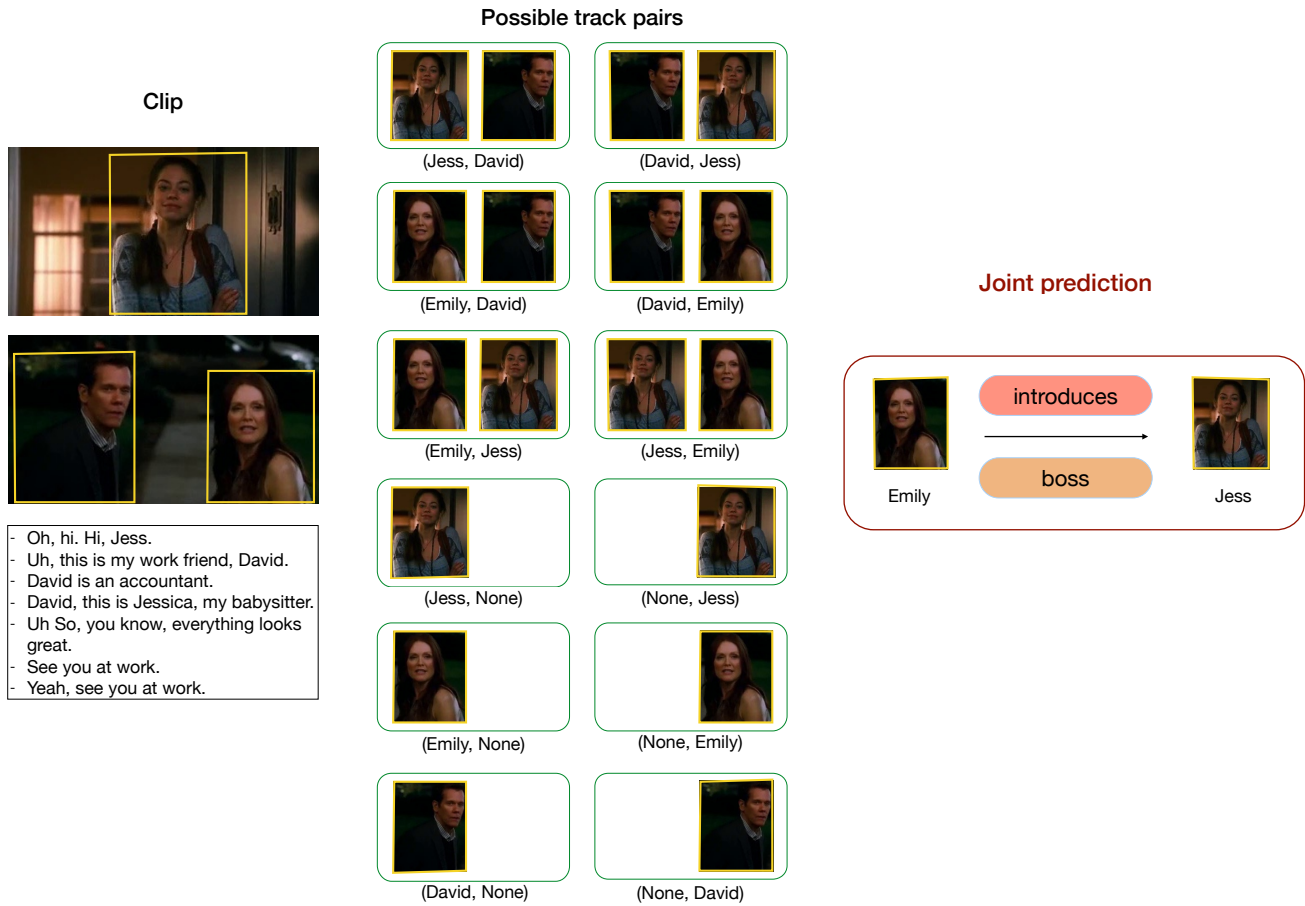 Possible track pairs
Clip
(Jess, David)
(David, Jess)
(Emily, David)
(David, Emily)
(Emily, Jess)
(Jess, Emily)
(Jess, None)
(None, Jess)
(Emily, None)
(None, Emily)
(David, None)
(None, David)
- Oh, hi. Hi, Jess.
- Uh, this is my work friend, David.
- David is an accountant.
- David, this is Jessica, my babysitter.
- Uh So, you know, everything looks
great.
- See you at work.
- Yeah, see you at work.
Joint prediction
introduces
boss
Emily
Jess